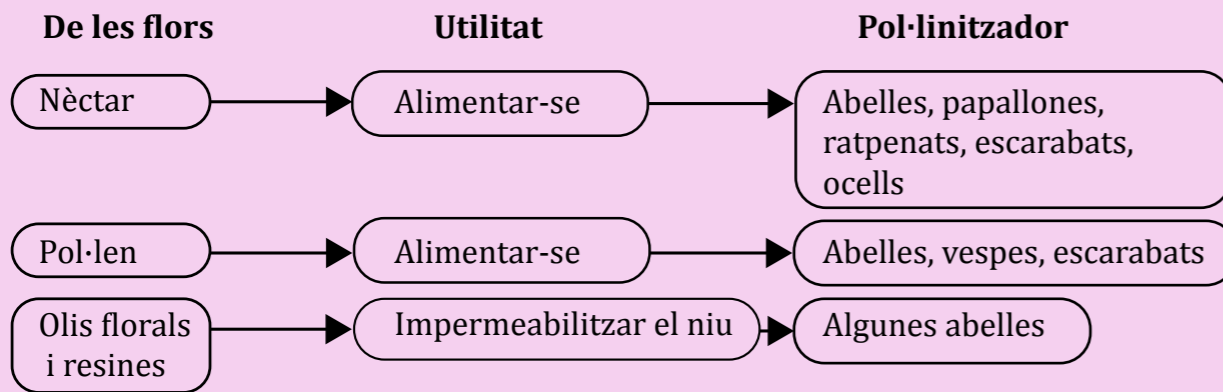 De les flors
Utilitat
Pol·linitzador
Nèctar
Alimentar-se
Abelles, papallones,
ratpenats, escarabats,
ocells
Pol·len
Alimentar-se
Abelles, vespes, escarabats
Olis florals
i resines
Impermeabilitzar el niu
Algunes abelles